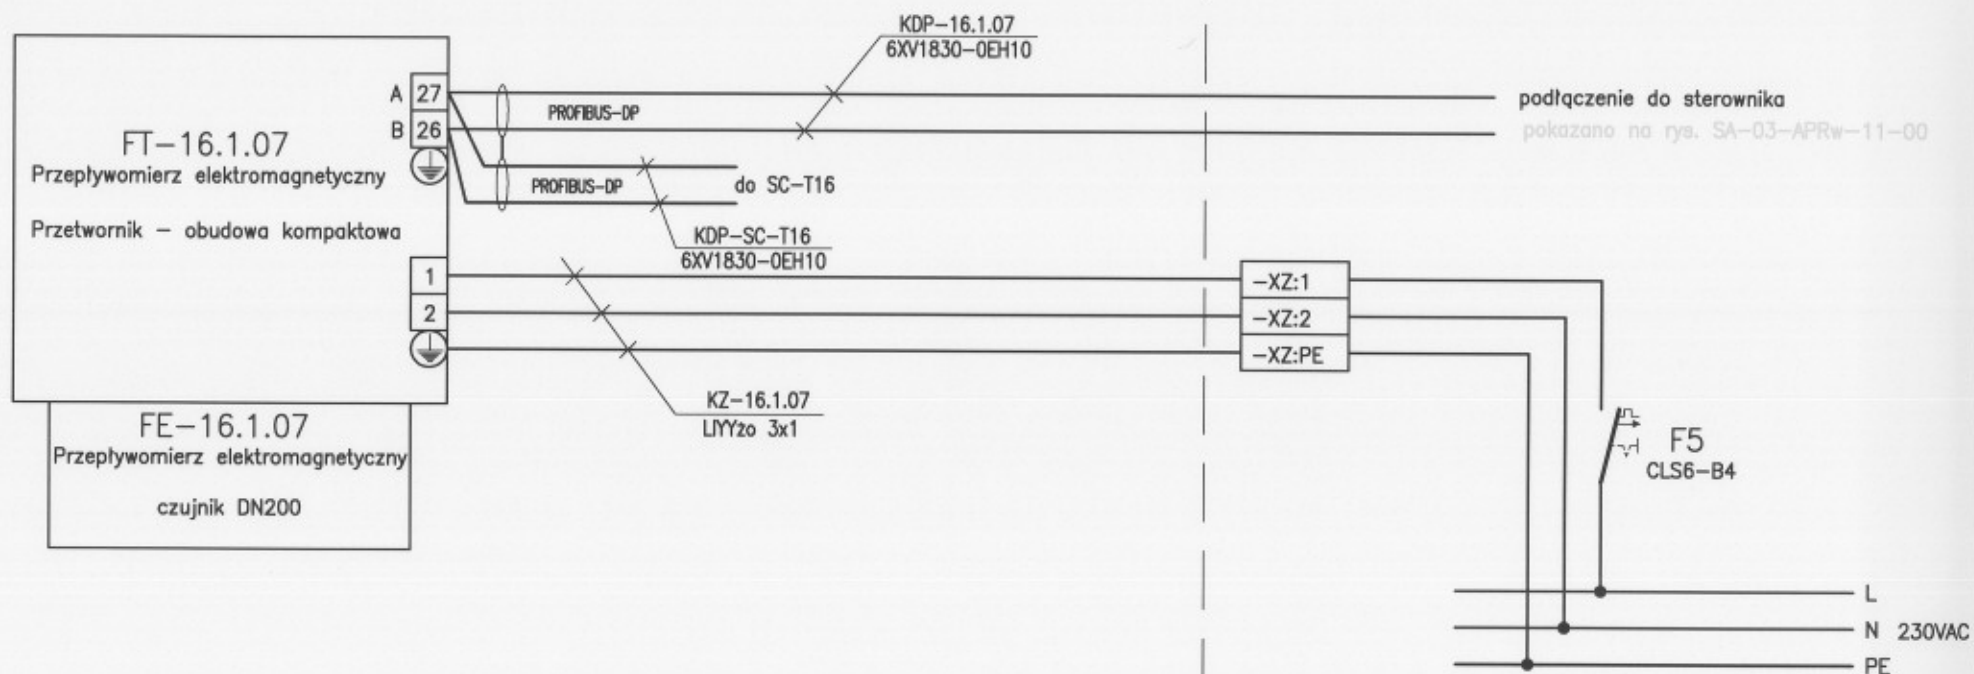 KDP-16.1.07
6XV1830-0EH10
A 27
PROFIBUS-DP
podłączenie do sterownika
B 26
pokazano na rys. SA-03-APRw-11-00
FT-16.1.07
Przepływomierz elektromagnetyczny
PROFIBUS-DP
do SC-T16
Przetwornik - obudowa kompaktowa
KDP-SC-T16
6XV1830-0EH10
1
-XZ:1
2
-XZ:2
-XZ:PE
KZ-16.1.07
LIYYżo 3x1
FE-16.1.07
Przepływomierz elektromagnetyczny
czujnik DN200
F5
CLS6-B4
L
N 230VAC
PE